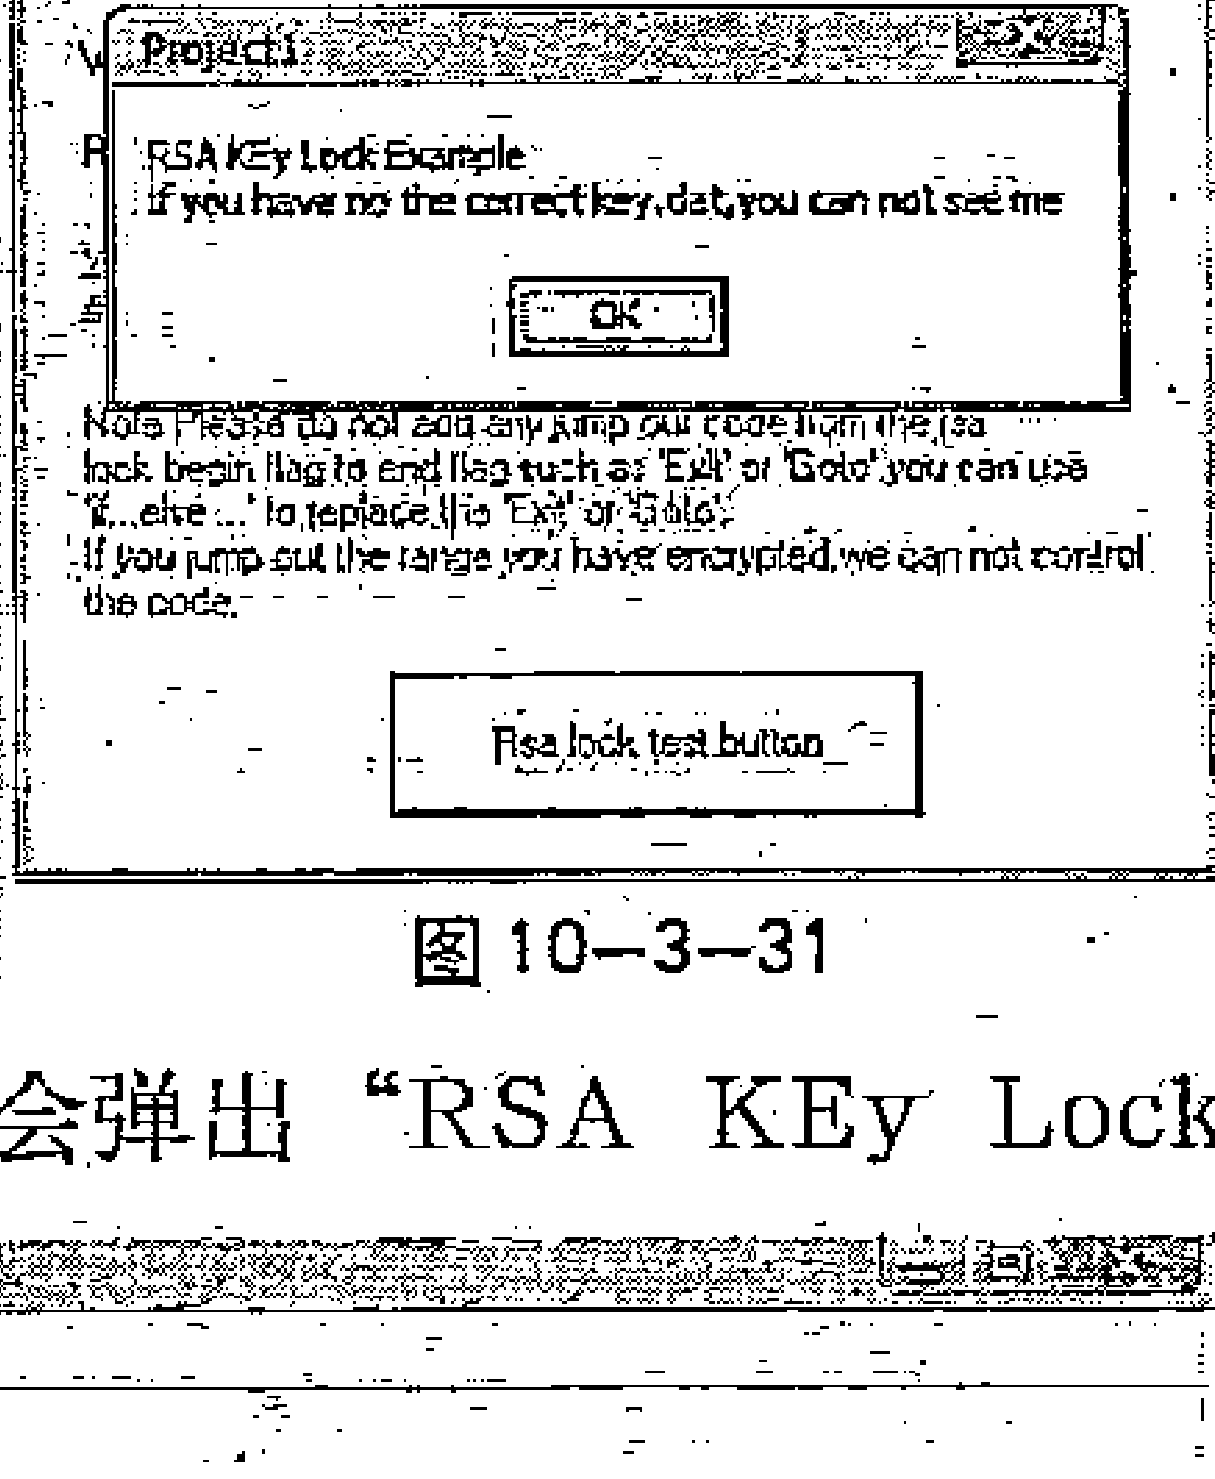 Project1
RSA KEy Lock Example
if you have no the correct key.dat,you can not see me
OK
Note Please do not add any jump out code from the rsa
lock begin flag to end flag such as 'Exit' or 'Goto'.you can use
'if...else ...' to replace the 'Exit' or 'Goto'.
If you jump out the range you have encrypted,we can not control
the code.
Rsa lock test button
图 10-3-31
会弹出 “RSA KEy Lock